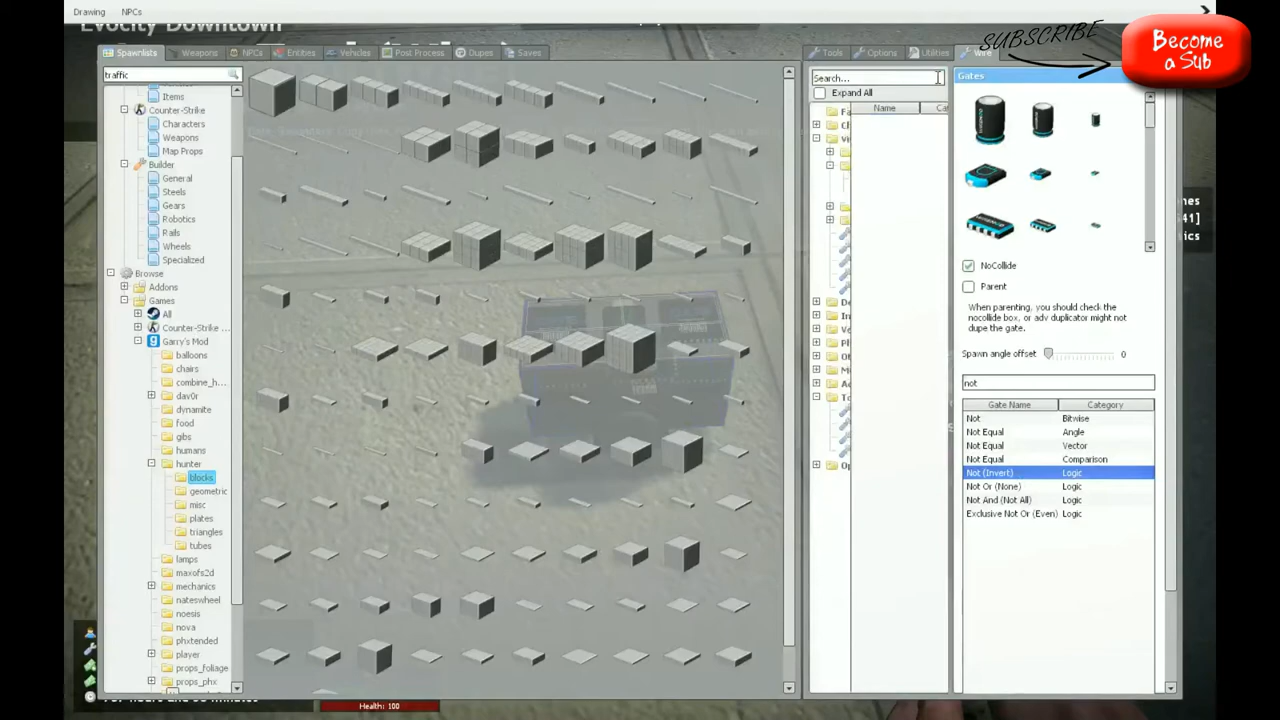 Drawing NPCs
Evocity Downtown
SUBSCRIBE
Become
a Sub
Spawnlists Weapons NPCs Entities Vehicles Post Process Dupes Saves
Tools Options Utilities Wire
traffic
Items
Counter-Strike
Characters
Weapons
Map Props
Builder
General
Steels
Gears
Robotics
Rails
Wheels
Specialized
Browse
Addons
Games
All
Counter-Strike ...
Garry's Mod
balloons
chairs
combine_h...
dav0r
dynamite
food
gibs
humans
hunter
blocks
geometric
misc
plates
triangles
tubes
lamps
maxofs2d
mechanics
nateswheel
noesis
nova
phxtended
player
props_foliage
props_phx
Search...
Expand All
Name Ca
Gates
NoCollide
Parent
When parenting, you should check the
nocollide box, or adv duplicator might not
dupe the gate.
Spawn angle offset 0
not
Gate Name Category
Not Bitwise
Not Equal Angle
Not Equal Vector
Not Equal Comparison
Not (Invert) Logic
Not Or (None) Logic
Not And (Not All) Logic
Exclusive Not Or (Even) Logic
nes
41]
ics
Health: 100